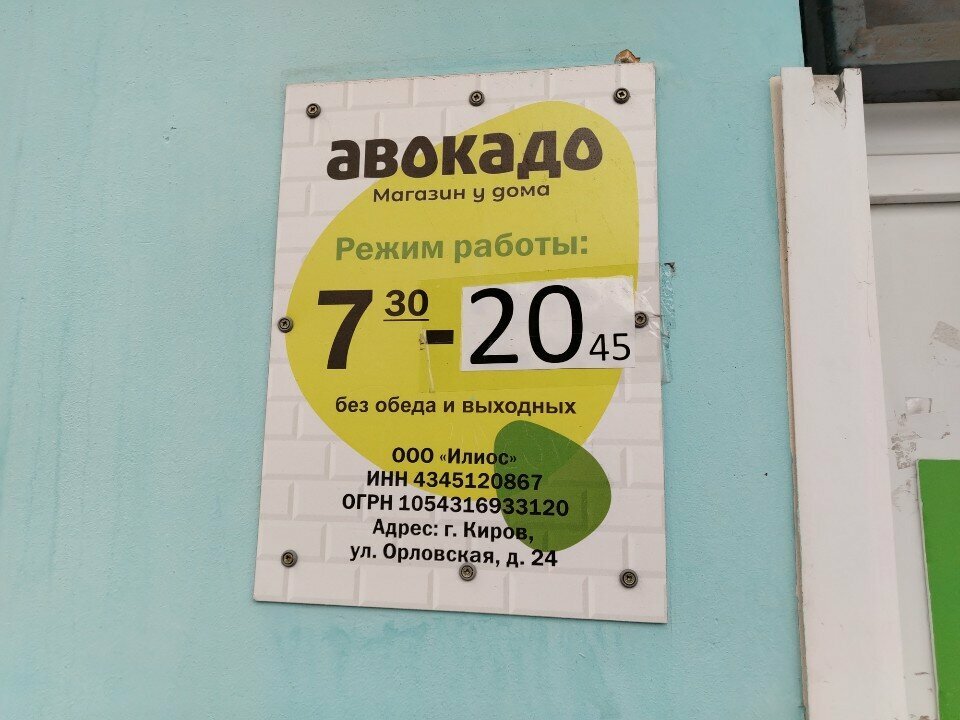 авокадо
Магазин у дома
Режим работы:
7 30 - 20 45
без обеда и выходных
ООО «Илиос»
ИНН 4345120867
ОГРН 1054316933120
Адрес: г. Киров,
ул. Орловская, д. 24